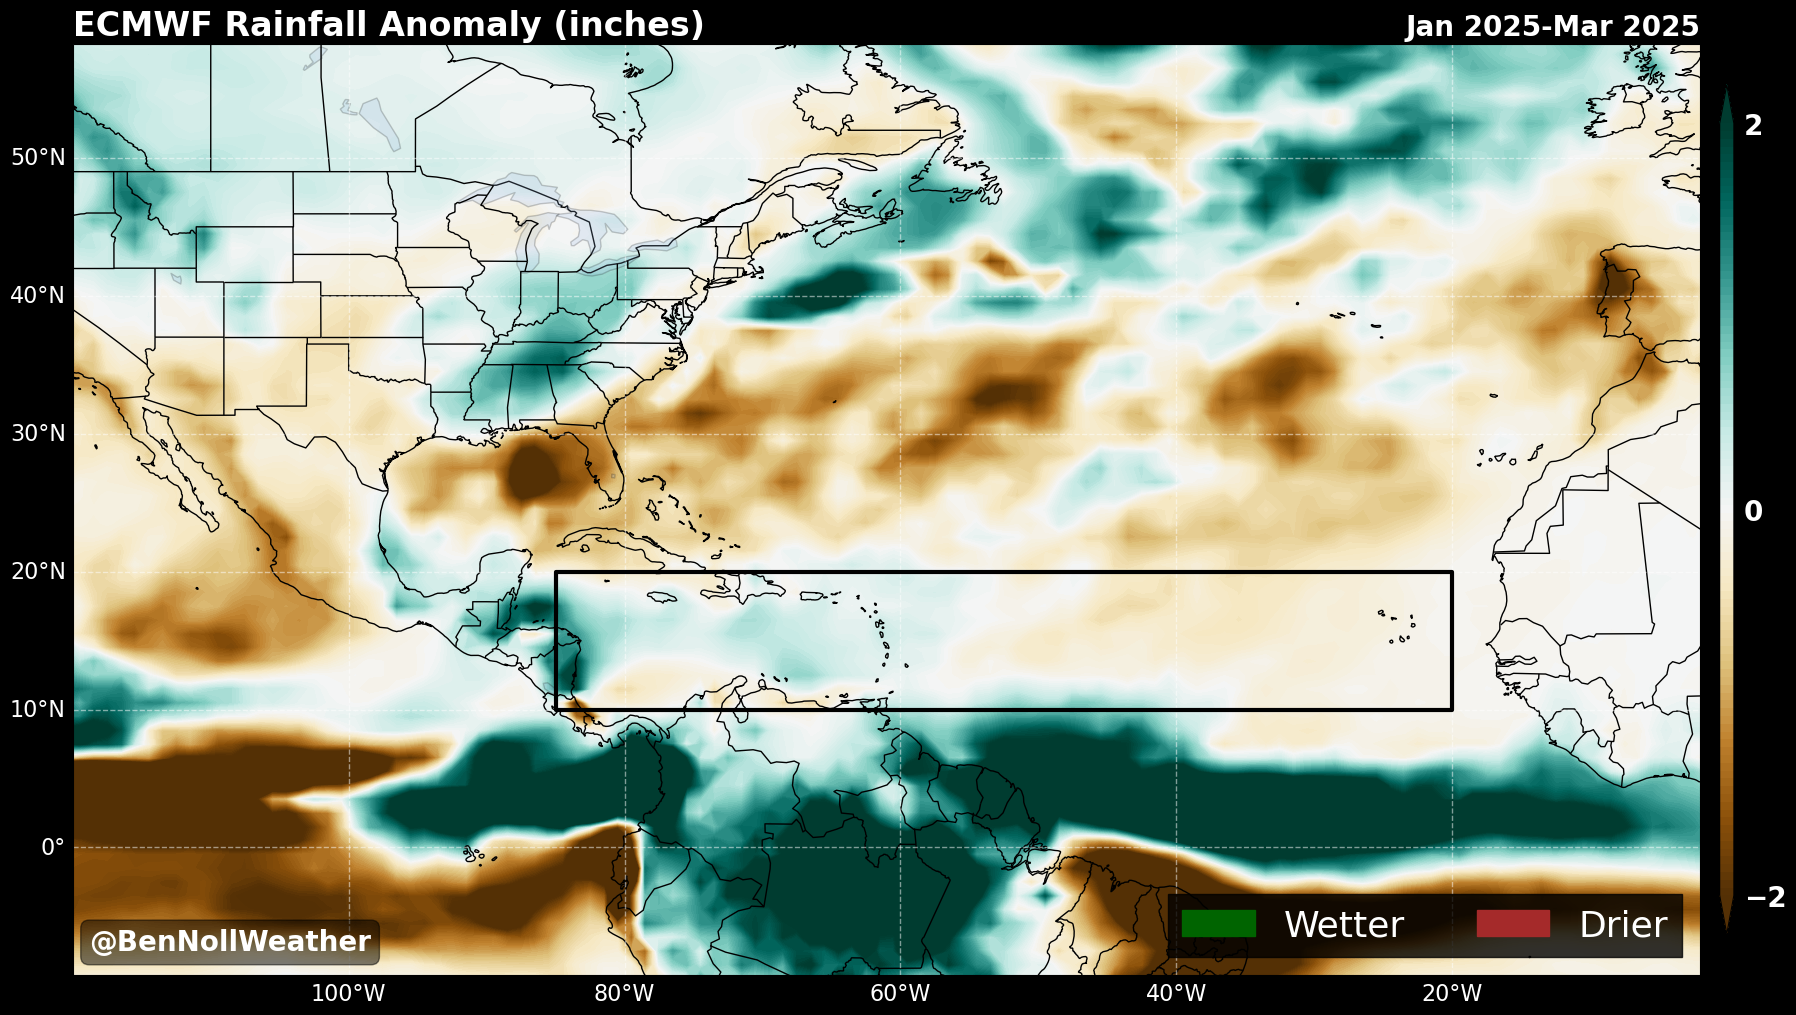 ECMWF Rainfall Anomaly (inches)
Jan 2025-Mar 2025
50°N
40°N
30°N
20°N
10°N
0°
2
0
−2
@BenNollWeather
Wetter
Drier
100°W
80°W
60°W
40°W
20°W